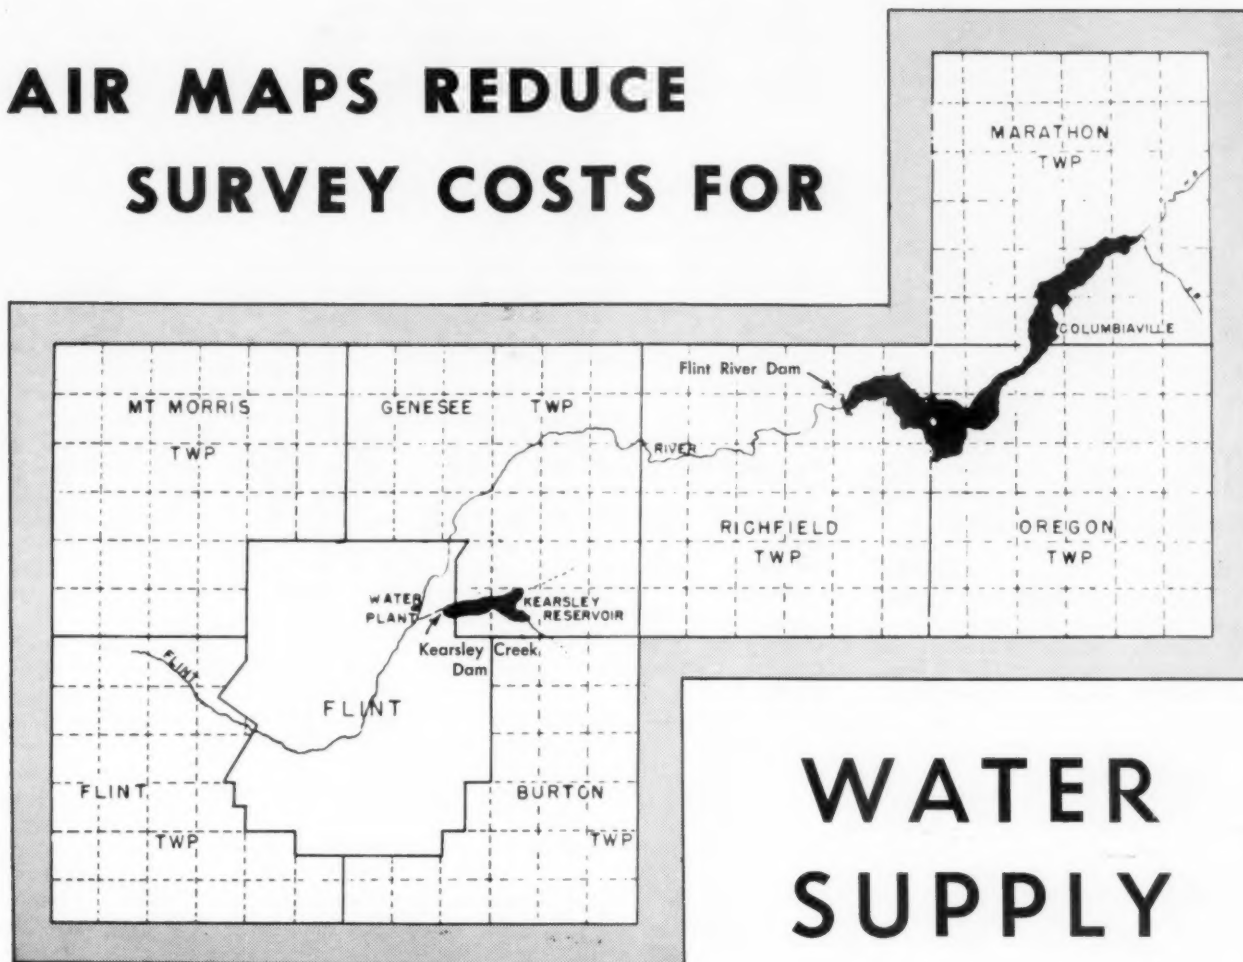 AIR MAPS REDUCE
SURVEY COSTS FOR
MARATHON
TWP
COLUMBIAVILLE
Flint River Dam
MT MORRIS
TWP
GENESEE TWP
RIVER
RICHFIELD
TWP
OREGON
TWP
WATER
PLANT
KEARSLEY
RESERVOIR
Kearsley Creek
Dam
FLINT
FLINT
FLINT
TWP
BURTON
TWP
WATER
SUPPLY